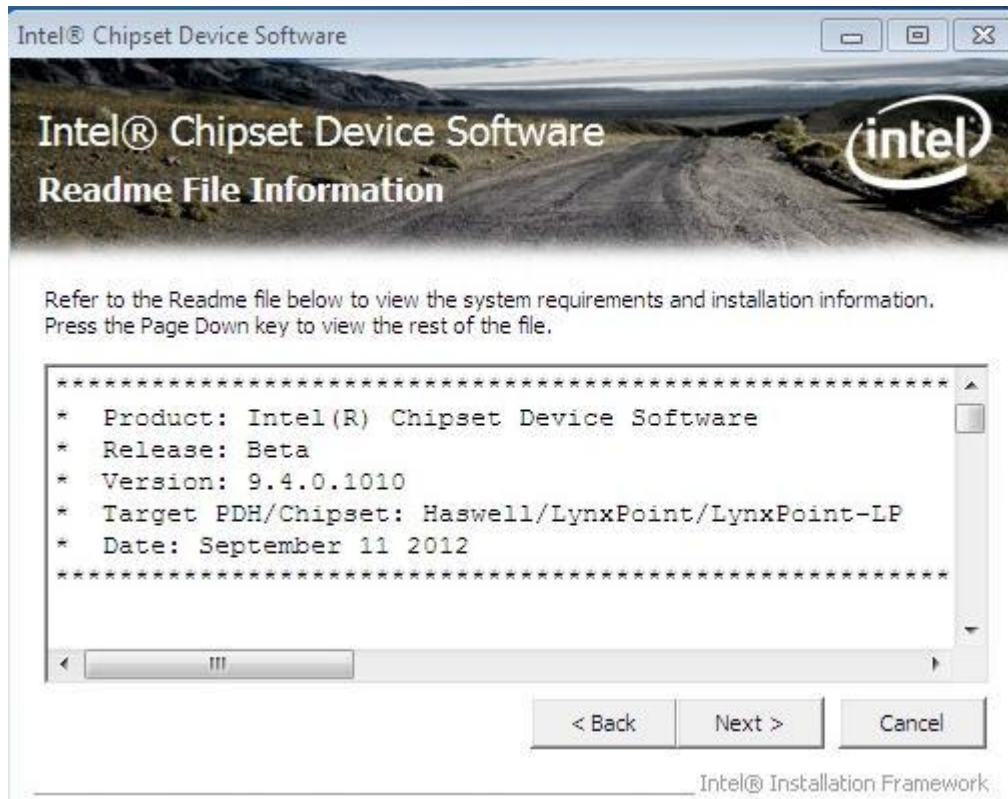 Intel® Chipset Device Software
Intel® Chipset Device Software
intel
Readme File Information
Refer to the Readme file below to view the system requirements and installation information.
Press the Page Down key to view the rest of the file.
********************************************************
* Product: Intel(R) Chipset Device Software
* Release: Beta
* Version: 9.4.0.1010
* Target PDH/Chipset: Haswell/LynxPoint/LynxPoint-LP
* Date: September 11 2012
********************************************************
< Back Next > Cancel
Intel® Installation Framework